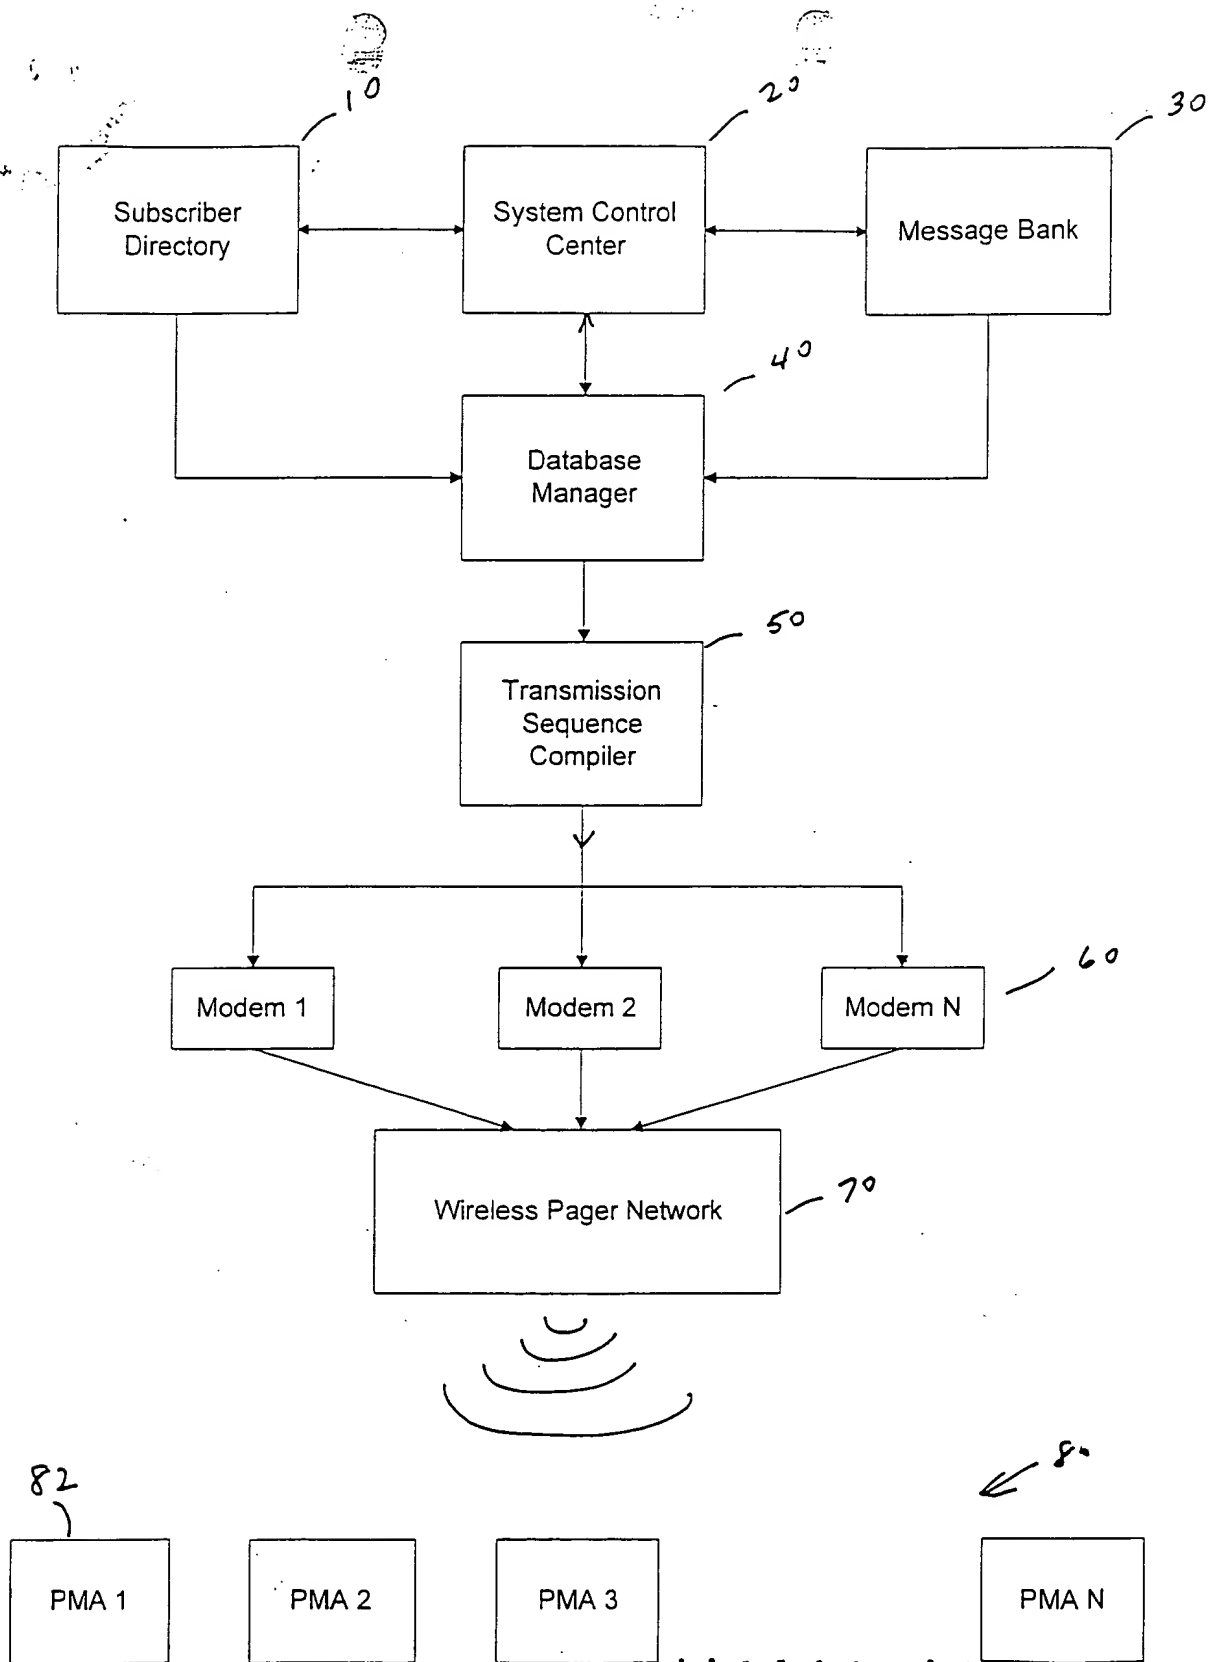 10
20
30
Subscriber
Directory
System Control
Center
Message Bank
40
Database
Manager
50
Transmission
Sequence
Compiler
60
Modem 1
Modem 2
Modem N
70
Wireless Pager Network
80
82
PMA 1
PMA 2
PMA 3
PMA N